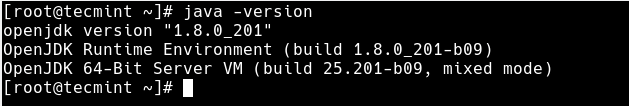 [root@tecmint ~]# java -version
openjdk version "1.8.0_201"
OpenJDK Runtime Environment (build 1.8.0_201-b09)
OpenJDK 64-Bit Server VM (build 25.201-b09, mixed mode)
[root@tecmint ~]#